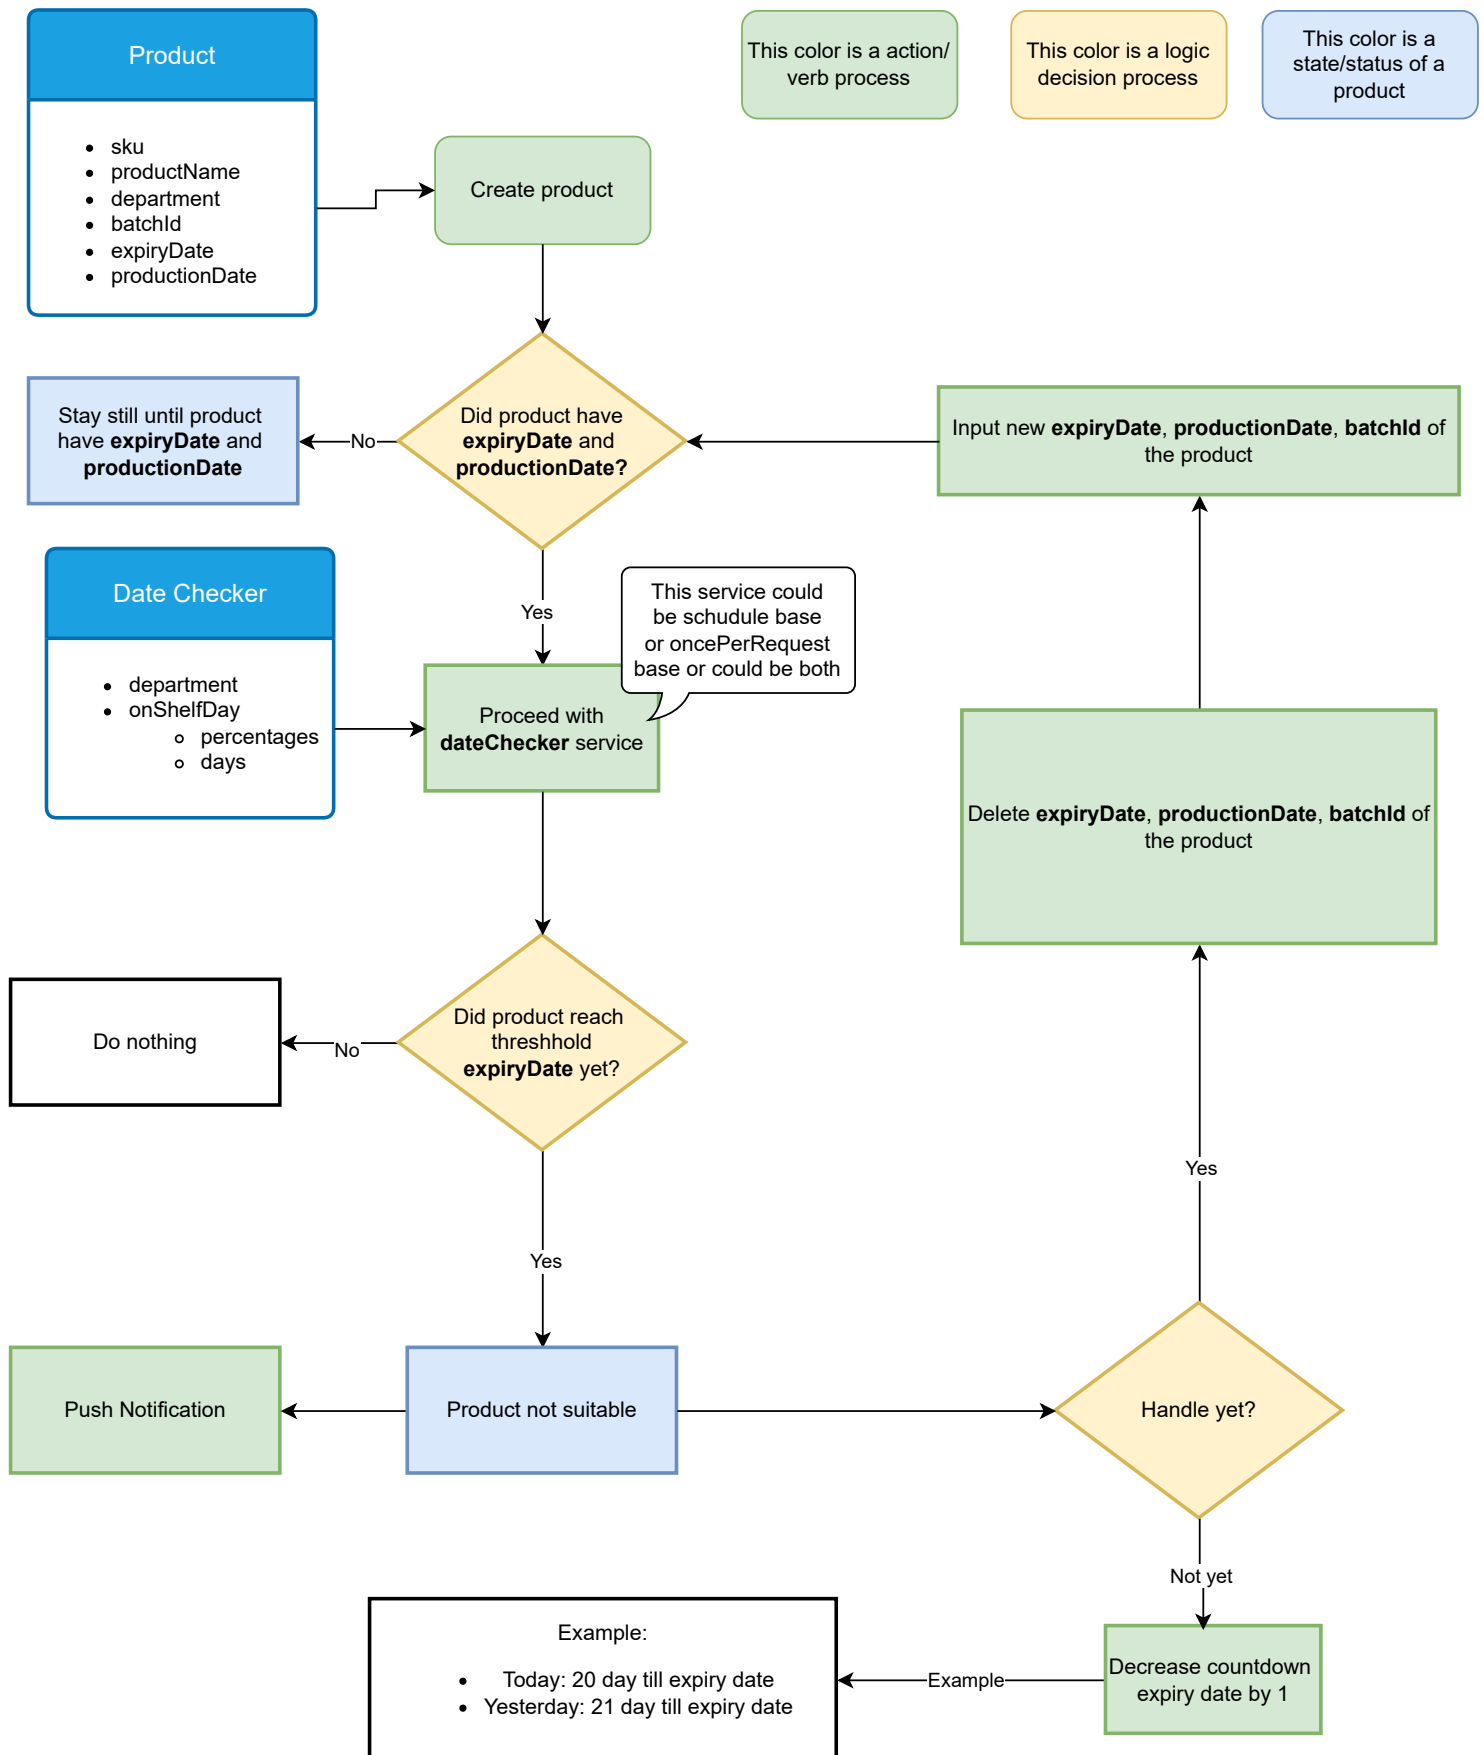 Product
sku
productName
department
batchId
expiryDate
productionDate
This color is a action/
verb process
This color is a logic
decision process
This color is a
state/status of a
product
Create product
Did product have
expiryDate and
productionDate?
No
Stay still until product
have expiryDate and
productionDate
Input new expiryDate, productionDate, batchId of
the product
Yes
Date Checker
department
onShelfDay
percentages
days
This service could
be schudule base
or oncePerRequest
base or could be both
Proceed with
dateChecker service
Delete expiryDate, productionDate, batchId of
the product
Did product reach
threshhold
expiryDate yet?
No
Do nothing
Yes
Yes
Push Notification
Product not suitable
Handle yet?
Not yet
Decrease countdown
expiry date by 1
Example
Example:
Today: 20 day till expiry date
Yesterday: 21 day till expiry date